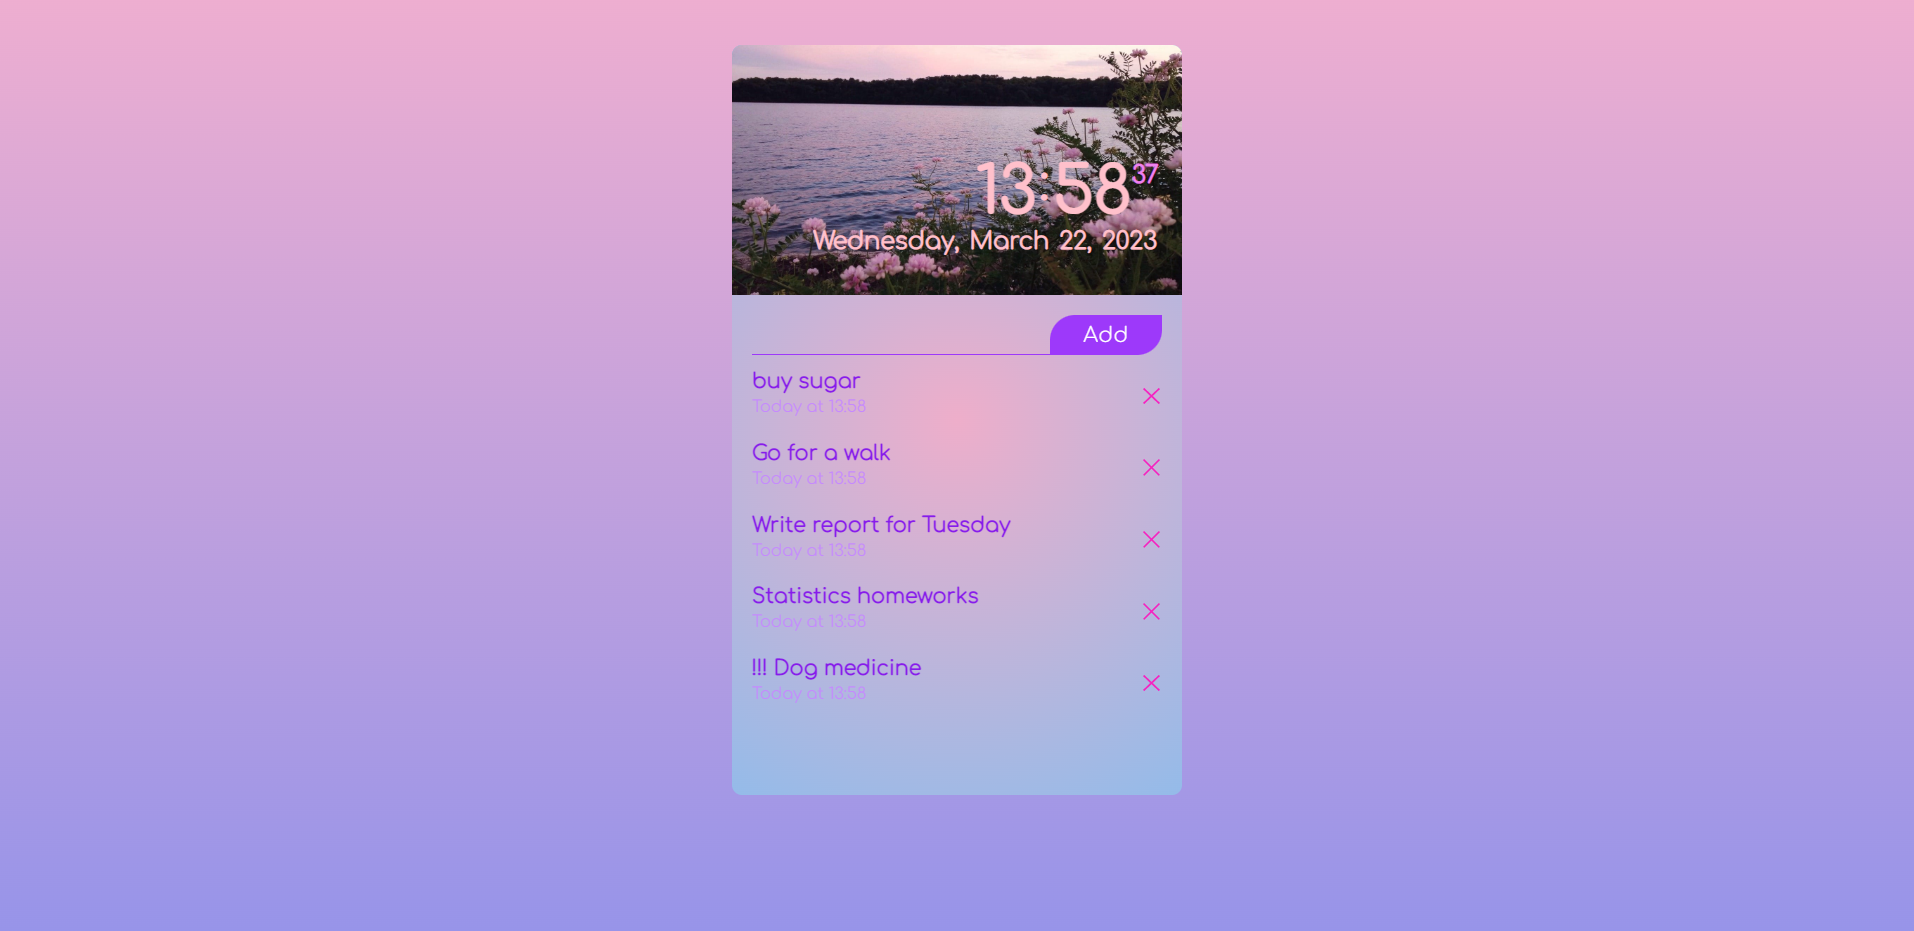 13:58 37
Wednesday, March 22, 2023
Add
buy sugar
Today at 13:58
Go for a walk
Today at 13:58
Write report for Tuesday
Today at 13:58
Statistics homeworks
Today at 13:58
!!! Dog medicine
Today at 13:58